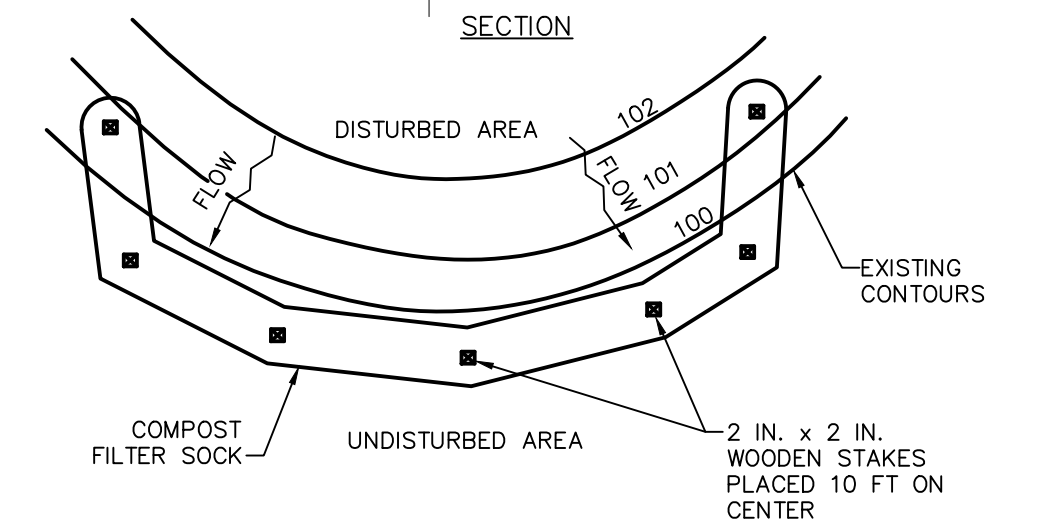 SECTION
DISTURBED AREA
102
FLOW
FLOW
101
100
EXISTING
CONTOURS
COMPOST
FILTER SOCK
UNDISTURBED AREA
2 IN. x 2 IN.
WOODEN STAKES
PLACED 10 FT ON
CENTER